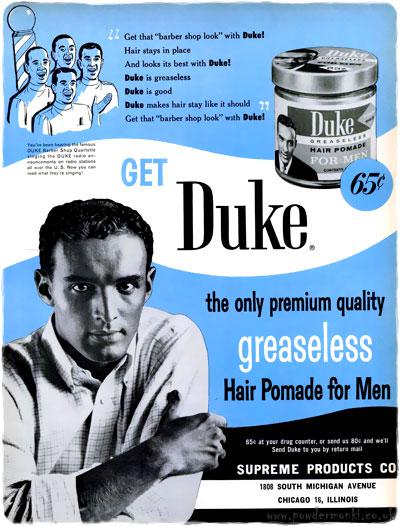 Get that "barber shop look" with Duke!
Hair stays in place
And looks its best with Duke!
Duke is greaseless
Duke is good
Duke makes hair stay like it should
Get that "barber shop look" with Duke!
You've been hearing the famous
DUKE Barber Shop Quartette
singing the DUKE radio an-
nouncements on radio stations
all over the U.S. Now you can
read what they're singing!
Duke
Duke
GREASELESS
HAIR POMADE
FOR MEN
65¢
GET
Duke®
the only premium quality
greaseless
Hair Pomade for Men
65¢ at your drug counter, or send us 80¢ and we'll
Send Duke to you by return mail
SUPREME PRODUCTS CO
1808 SOUTH MICHIGAN AVENUE
CHICAGO 16, ILLINOIS
www.powdermonki.co.uk